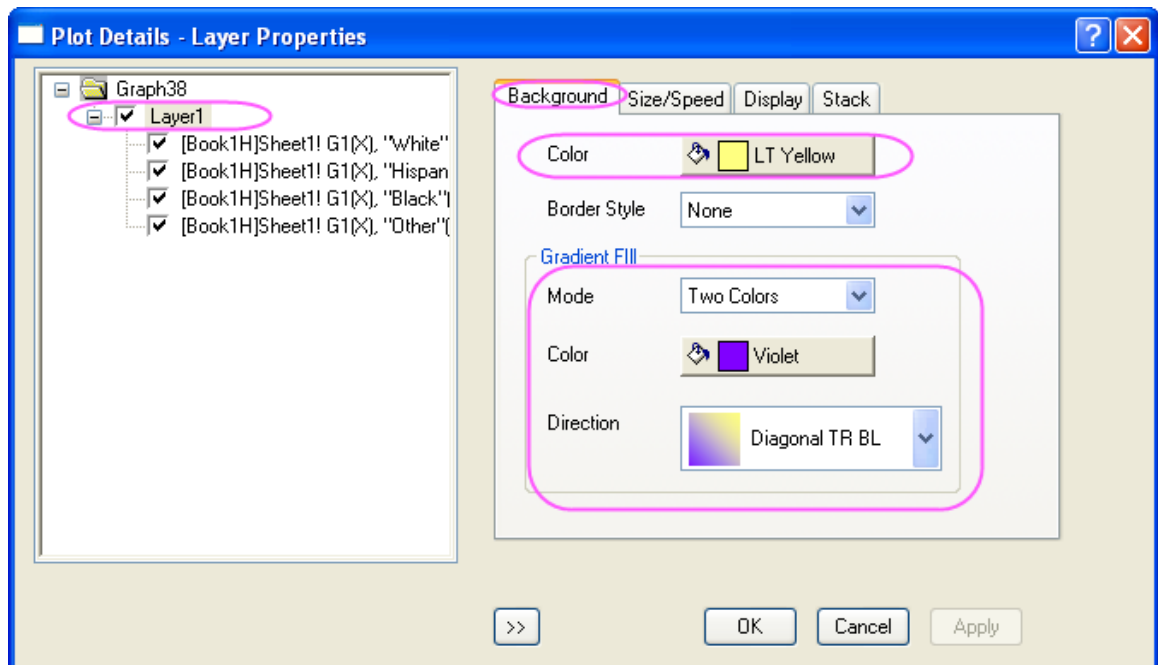 Plot Details - Layer Properties
Graph38
Layer1
[Book1H]Sheet1! G1(X), "White"
[Book1H]Sheet1! G1(X), "Hispan
[Book1H]Sheet1! G1(X), "Black"(
[Book1H]Sheet1! G1(X), "Other"(
Background Size/Speed Display Stack
Color LT Yellow
Border Style None
Gradient FIll
Mode Two Colors
Color Violet
Direction Diagonal TR BL
>> OK Cancel Apply